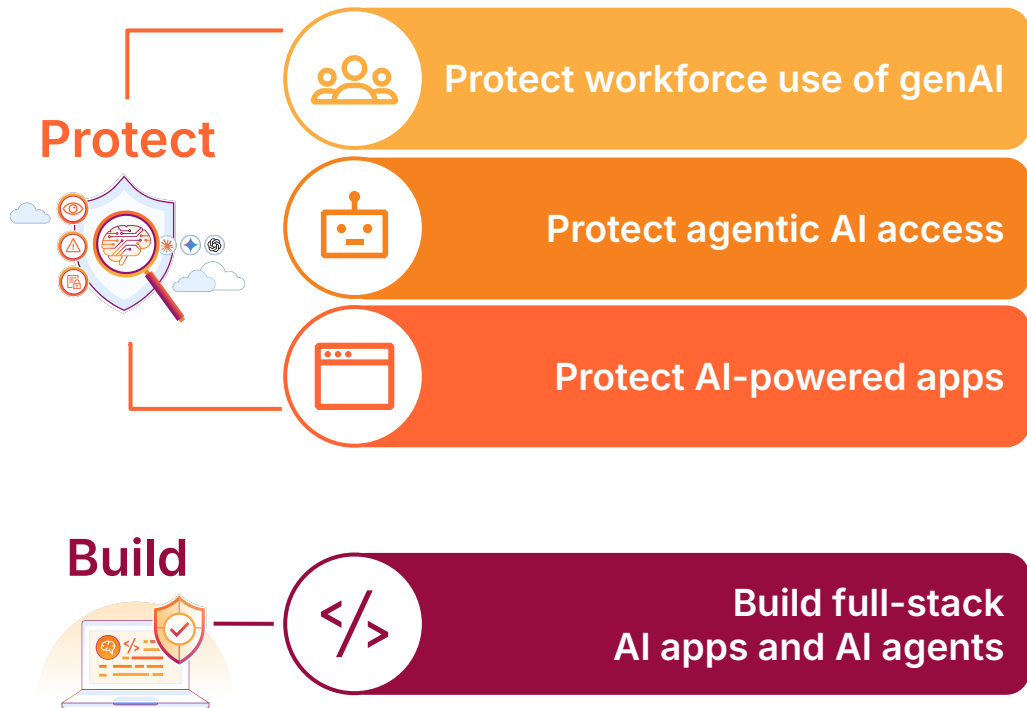 Protect workforce use of genAI
Protect
Protect agentic AI access
Protect AI-powered apps
Build
</>
Build full-stack
AI apps and AI agents
</>